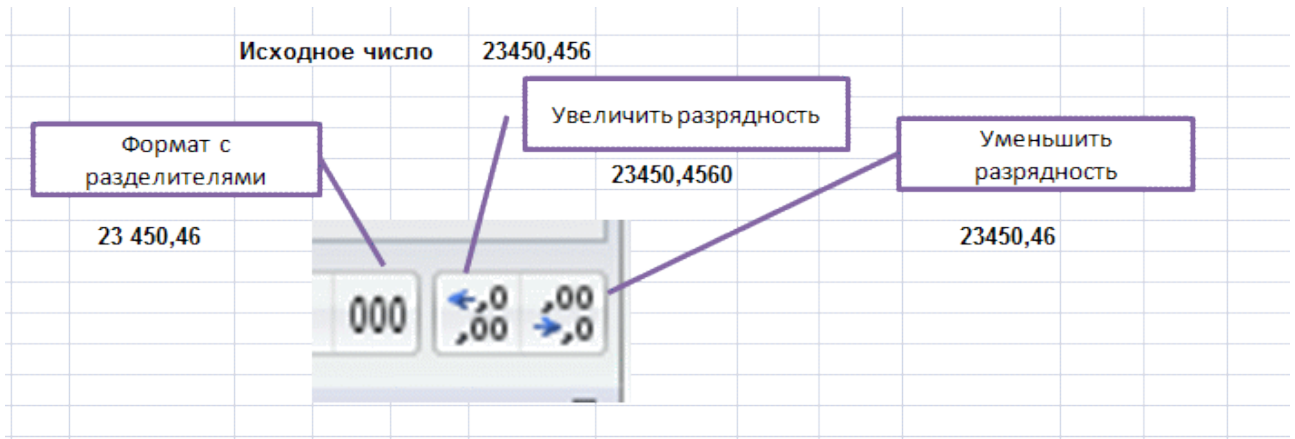 Исходное число 23450,456
Увеличить разрядность
Формат с
разделителями
Уменьшить
разрядность
23450,4560
23 450,46
23450,46
000
,0
,00
,00
,0